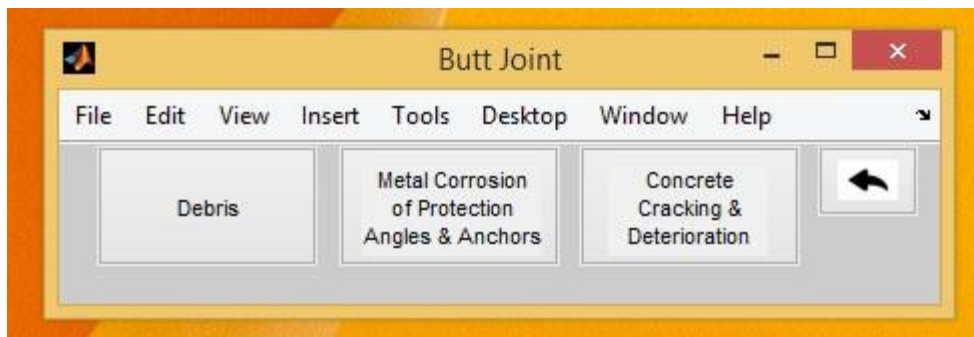 Butt Joint
File Edit View Insert Tools Desktop Window Help
Debris
Metal Corrosion
of Protection
Angles & Anchors
Concrete
Cracking &
Deterioration